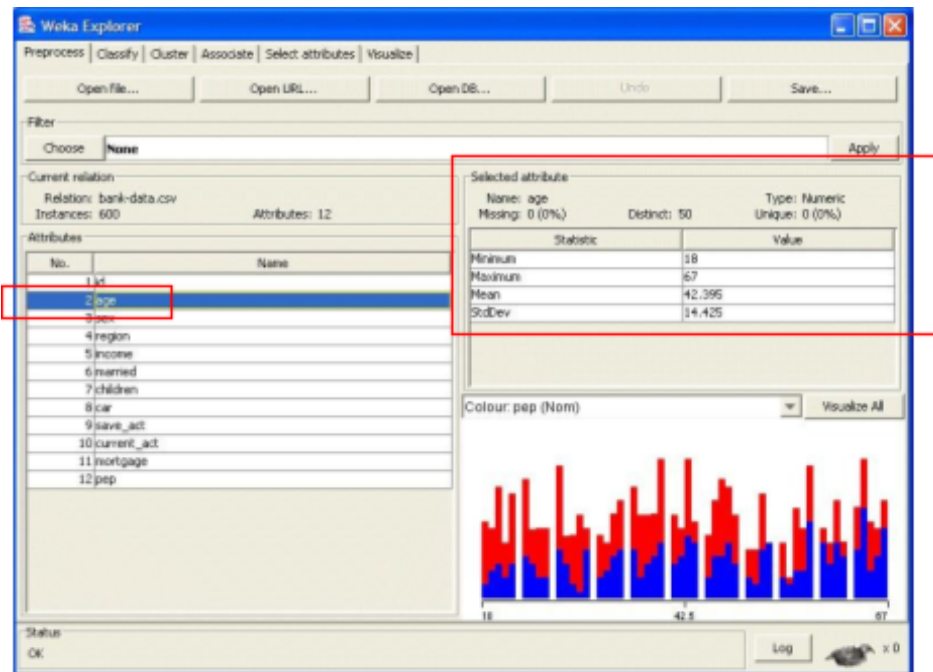 Weka Explorer
Preprocess Classify Cluster Associate Select attributes Visualize
Open file... Open URL... Open DB... Undo Save...
Filter
Choose None Apply
Current relation
Relation: bank-data.csv
Instances: 600 Attributes: 12
Selected attribute
Name: age Type: Numeric
Missing: 0 (0%) Distinct: 50 Unique: 0 (0%)
Statistic Value
Minimum 18
Maximum 67
Mean 42.395
StdDev 14.425
Attributes
No. Name
1 id
2 age
3 sex
4 region
5 income
6 married
7 children
8 car
9 save_act
10 current_act
11 mortgage
12 pep
Colour: pep (Nom) Visualize All
18 42.5 67
Status
OK Log x 0